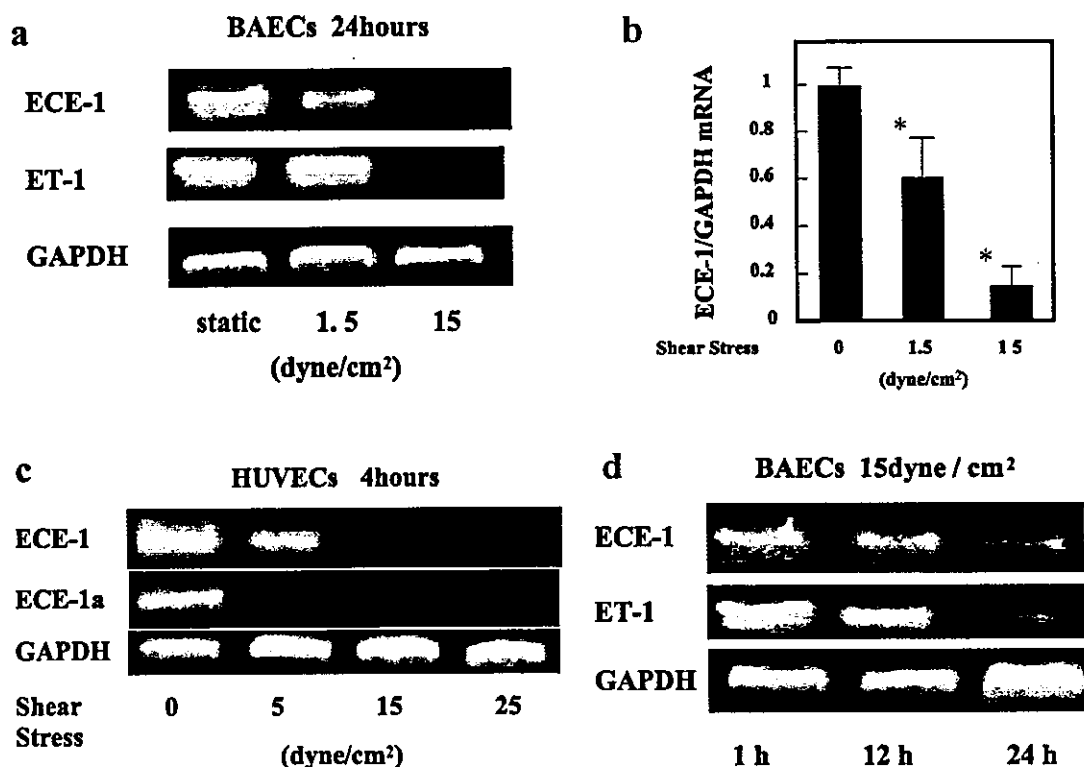 a
BAECs 24hours
ECE-1
ET-1
GAPDH
static 1. 5 15
(dyne/cm²)
b
ECE-1/GAPDH mRNA
1
0.8
0.6
0.4
0.2
0
*
*
Shear Stress 0 1.5 1 5
(dyne/cm²)
c
HUVECs 4hours
ECE-1
ECE-1a
GAPDH
Shear Stress 0 5 15 25
(dyne/cm²)
d
BAECs 15dyne / cm²
ECE-1
ET-1
GAPDH
1 h 12 h 24 h